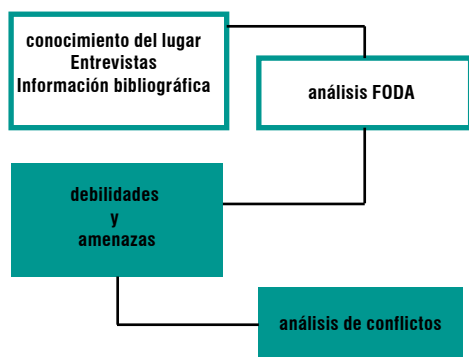 conocimiento del lugar
Entrevistas
Información bibliográfica
análisis FODA
debilidades
y
amenazas
análisis de conflictos